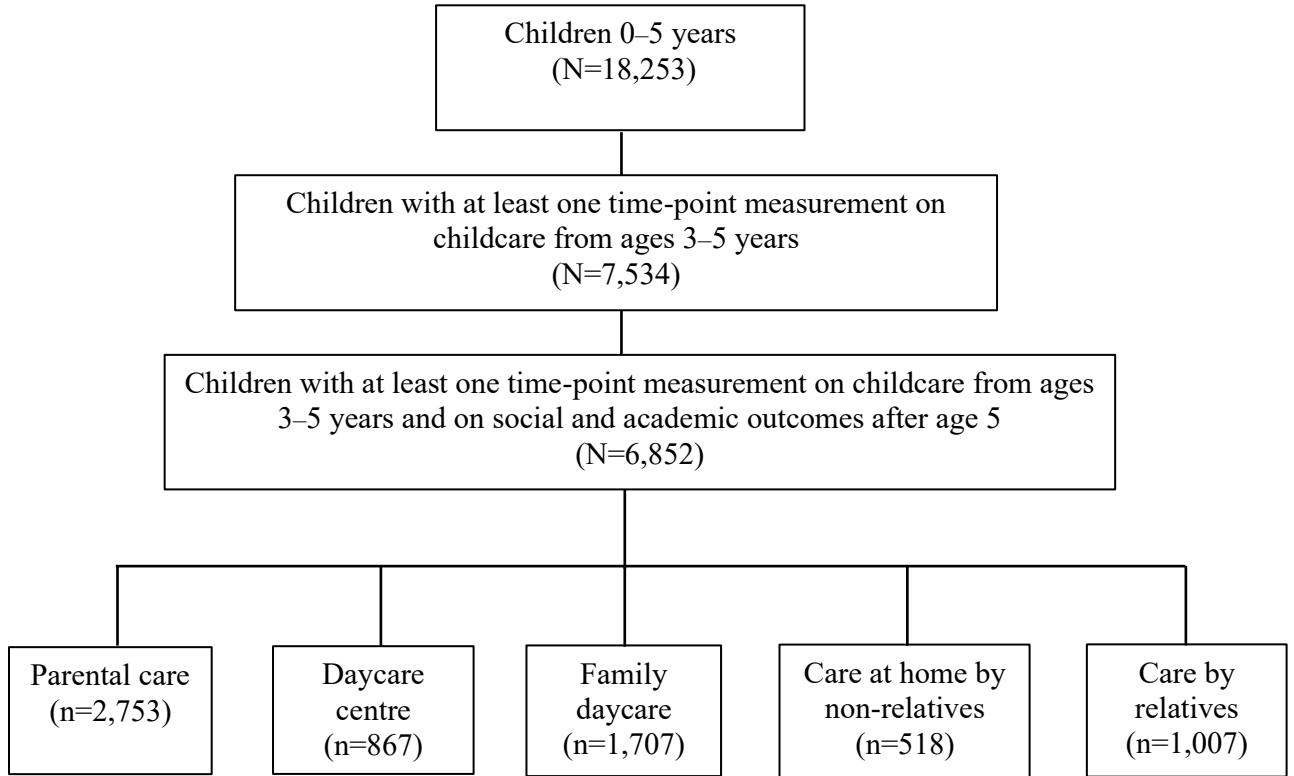 Children 0–5 years
(N=18,253)
Children with at least one time-point measurement on
childcare from ages 3–5 years
(N=7,534)
Children with at least one time-point measurement on childcare from ages
3–5 years and on social and academic outcomes after age 5
(N=6,852)
Parental care
(n=2,753)
Daycare
centre
(n=867)
Family
daycare
(n=1,707)
Care at home by
non-relatives
(n=518)
Care by
relatives
(n=1,007)